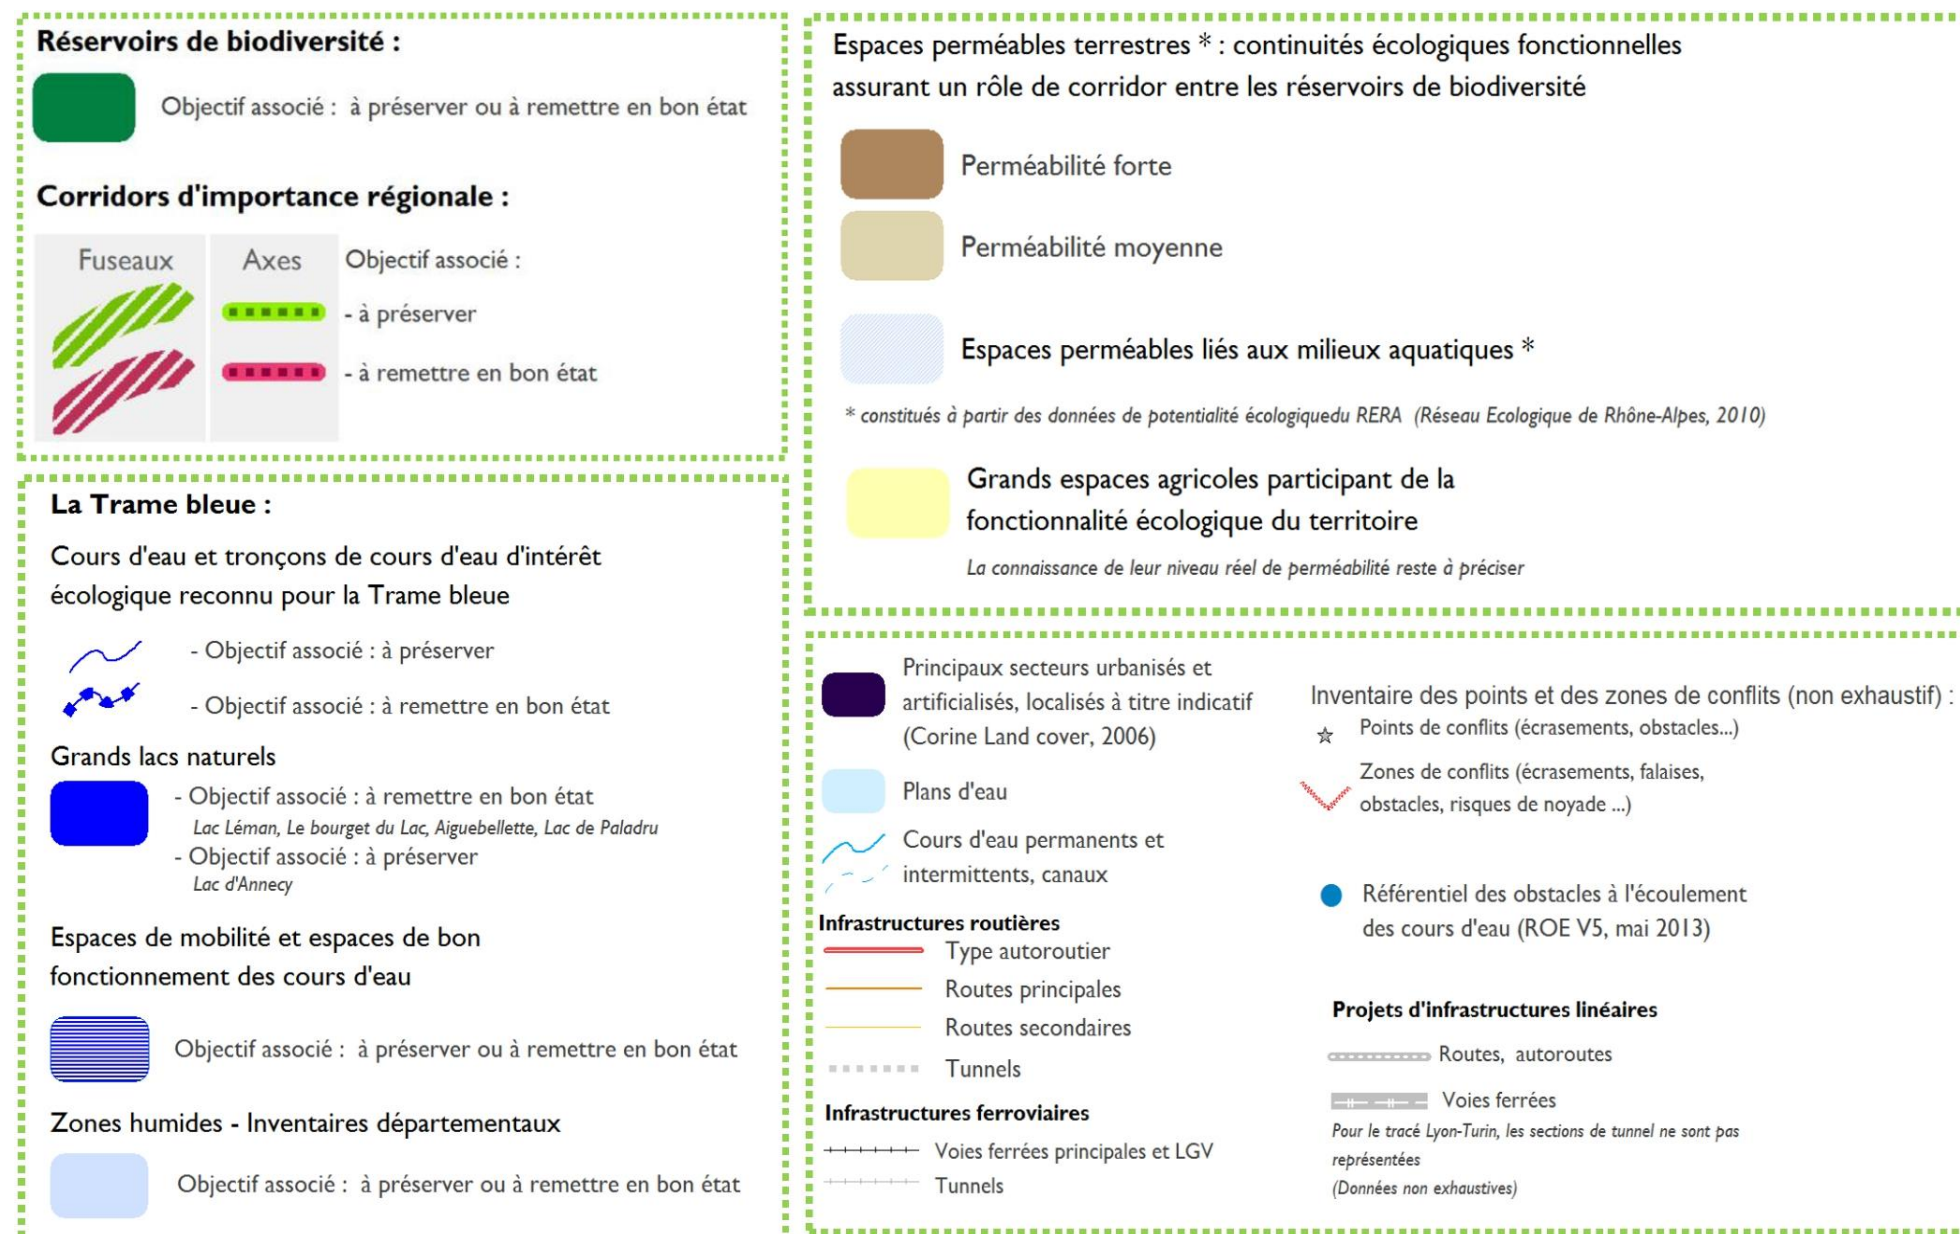 Réservoirs de biodiversité :
Objectif associé : à préserver ou à remettre en bon état
Corridors d'importance régionale :
Fuseaux
Axes
Objectif associé :
- à préserver
- à remettre en bon état
La Trame bleue :
Cours d'eau et tronçons de cours d'eau d'intérêt
écologique reconnu pour la Trame bleue
- Objectif associé : à préserver
- Objectif associé : à remettre en bon état
Grands lacs naturels
- Objectif associé : à remettre en bon état
Lac Léman, Le bourget du Lac, Aiguebellette, Lac de Paladru
- Objectif associé : à préserver
Lac d'Annecy
Espaces de mobilité et espaces de bon
fonctionnement des cours d'eau
Objectif associé : à préserver ou à remettre en bon état
Zones humides - Inventaires départementaux
Objectif associé : à préserver ou à remettre en bon état
Espaces perméables terrestres * : continuités écologiques fonctionnelles
assurant un rôle de corridor entre les réservoirs de biodiversité
Perméabilité forte
Perméabilité moyenne
Espaces perméables liés aux milieux aquatiques *
* constitués à partir des données de potentialité écologiquedu RERA (Réseau Ecologique de Rhône-Alpes, 2010)
Grands espaces agricoles participant de la
fonctionnalité écologique du territoire
La connaissance de leur niveau réel de perméabilité reste à préciser
Principaux secteurs urbanisés et
artificialisés, localisés à titre indicatif
(Corine Land cover, 2006)
Plans d'eau
Cours d'eau permanents et
intermittents, canaux
Infrastructures routières
Type autoroutier
Routes principales
Routes secondaires
Tunnels
Infrastructures ferroviaires
Voies ferrées principales et LGV
Tunnels
Inventaire des points et des zones de conflits (non exhaustif) :
Points de conflits (écrasements, obstacles...)
Zones de conflits (écrasements, falaises,
obstacles, risques de noyade ...)
Référentiel des obstacles à l'écoulement
des cours d'eau (ROE V5, mai 2013)
Projets d'infrastructures linéaires
Routes, autoroutes
Voies ferrées
Pour le tracé Lyon-Turin, les sections de tunnel ne sont pas
représentées
(Données non exhaustives)